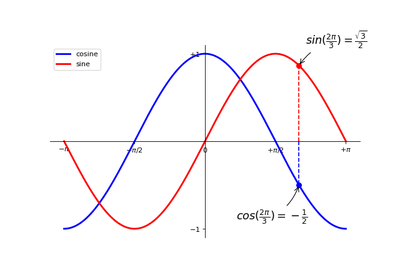 sin(2π/3) = √3/2
cosine
sine
+1
−π
−π/2
0
+π/2
+π
cos(2π/3) = −1/2
−1